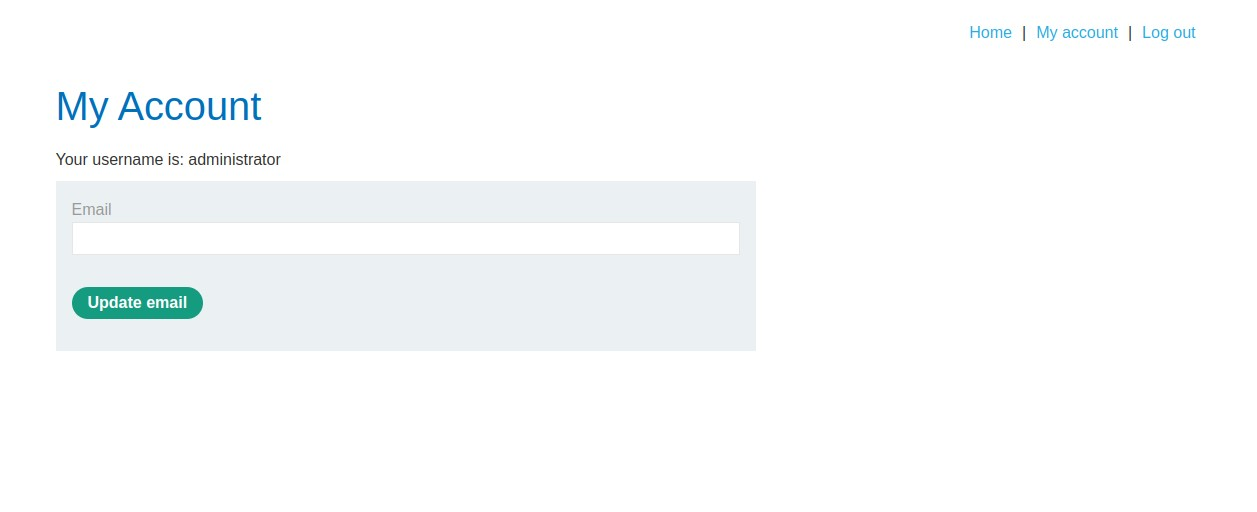 Home | My account | Log out
My Account
Your username is: administrator
Email
Update email